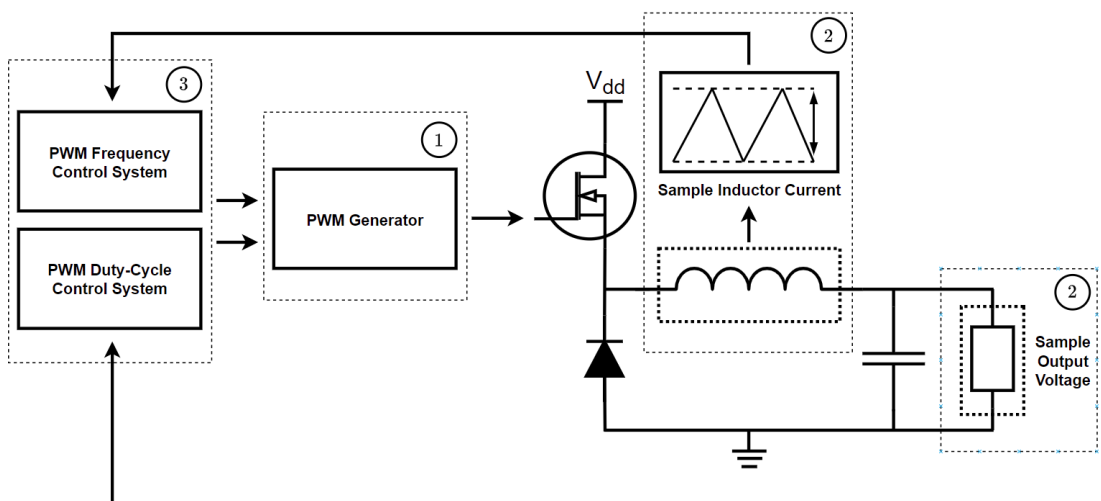 2
3
V_dd
PWM Frequency
Control System
1
Sample Inductor Current
PWM Generator
PWM Duty-Cycle
Control System
2
Sample
Output
Voltage